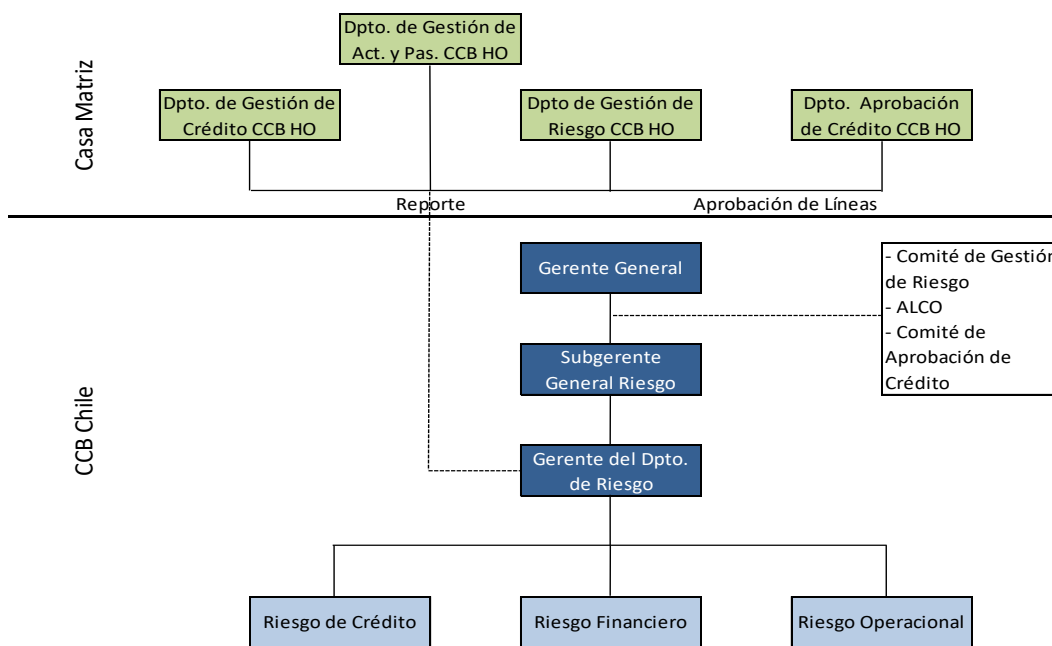 Casa Matriz
Dpto. de Gestión de
Act. y Pas. CCB HO
Dpto. de Gestión de
Crédito CCB HO
Dpto de Gestión de
Riesgo CCB HO
Dpto. Aprobación
de Crédito CCB HO
Reporte
Aprobación de Líneas
CCB Chile
Gerente General
- Comité de Gestión
de Riesgo
- ALCO
- Comité de
Aprobación de
Crédito
Subgerente
General Riesgo
Gerente del Dpto.
de Riesgo
Riesgo de Crédito
Riesgo Financiero
Riesgo Operacional